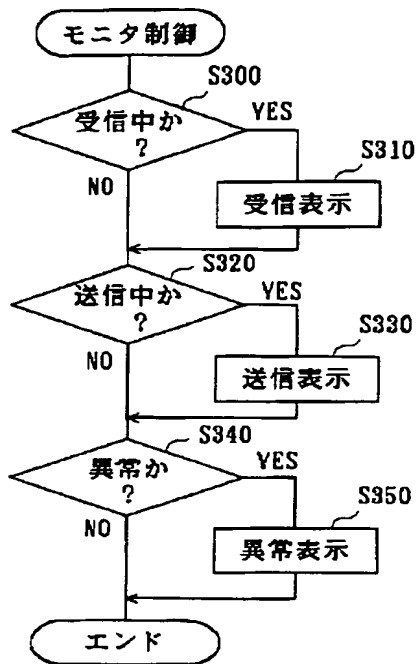 モニタ制御
S300
受信中か
?
YES
S310
NO
受信表示
S320
送信中か
?
YES
S330
NO
送信表示
S340
異常か
?
YES
S350
NO
異常表示
エンド